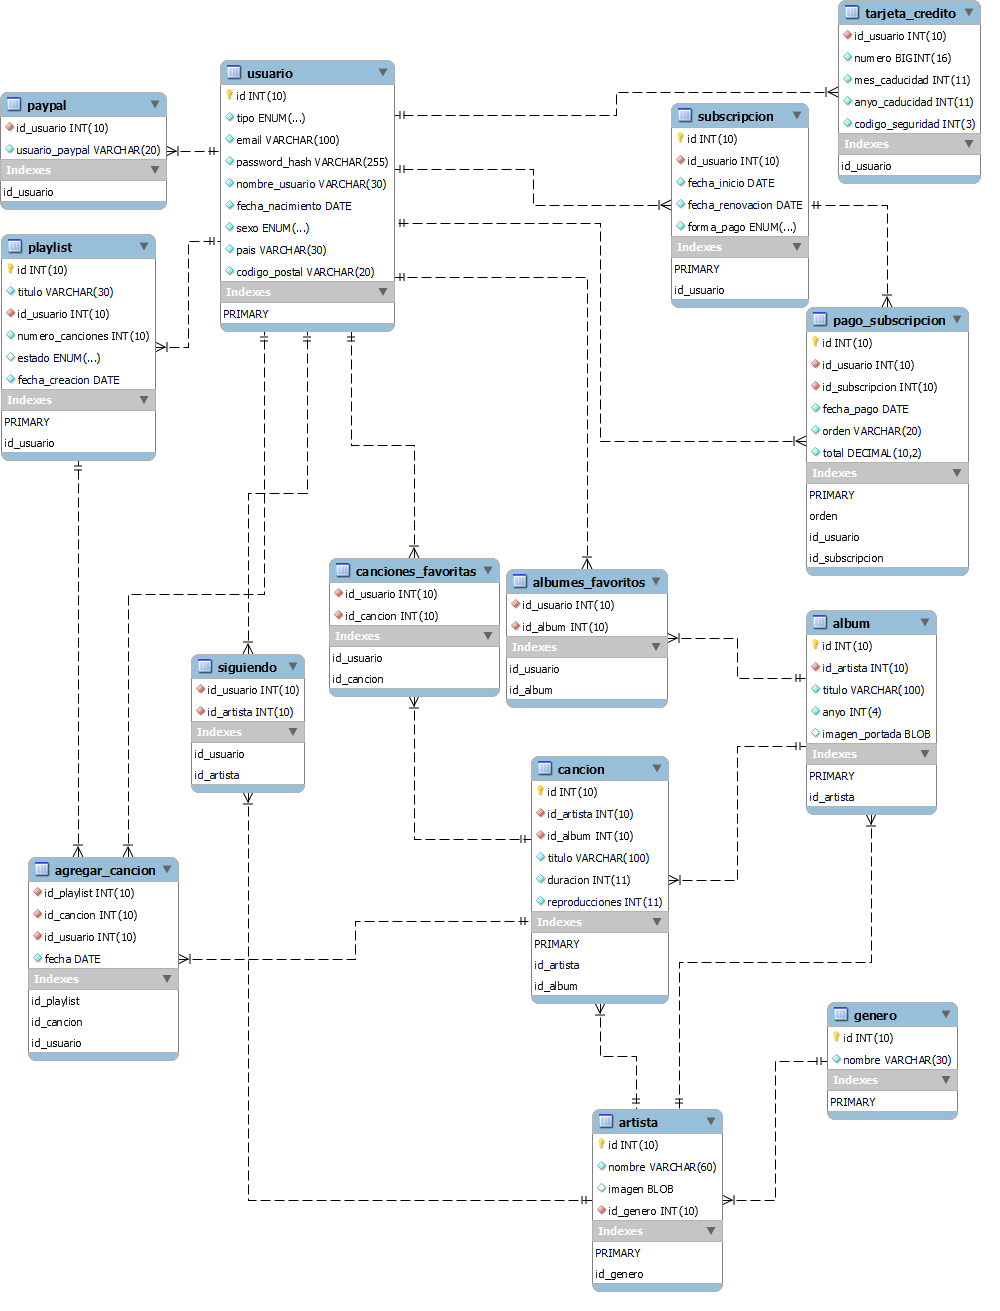 tarjeta_credito
id_usuario INT(10)
numero BIGINT(16)
mes_caducidad INT(11)
anyo_caducidad INT(11)
codigo_seguridad INT(3)
Indexes
id_usuario
usuario
id INT(10)
tipo ENUM(...)
email VARCHAR(100)
password_hash VARCHAR(255)
nombre_usuario VARCHAR(30)
fecha_nacimiento DATE
sexo ENUM(...)
pais VARCHAR(30)
codigo_postal VARCHAR(20)
Indexes
PRIMARY
paypal
id_usuario INT(10)
usuario_paypal VARCHAR(20)
Indexes
id_usuario
subscripcion
id INT(10)
id_usuario INT(10)
fecha_inicio DATE
fecha_renovacion DATE
forma_pago ENUM(...)
Indexes
PRIMARY
id_usuario
playlist
id INT(10)
titulo VARCHAR(30)
id_usuario INT(10)
numero_canciones INT(10)
estado ENUM(...)
fecha_creacion DATE
Indexes
PRIMARY
id_usuario
pago_subscripcion
id INT(10)
id_usuario INT(10)
id_subscripcion INT(10)
fecha_pago DATE
orden VARCHAR(20)
total DECIMAL(10,2)
Indexes
PRIMARY
orden
id_usuario
id_subscripcion
canciones_favoritas
id_usuario INT(10)
id_cancion INT(10)
Indexes
id_usuario
id_cancion
albumes_favoritos
id_usuario INT(10)
id_album INT(10)
Indexes
id_usuario
id_album
album
id INT(10)
id_artista INT(10)
titulo VARCHAR(100)
anyo INT(4)
imagen_portada BLOB
Indexes
PRIMARY
id_artista
siguiendo
id_usuario INT(10)
id_artista INT(10)
Indexes
id_usuario
id_artista
cancion
id INT(10)
id_artista INT(10)
id_album INT(10)
titulo VARCHAR(100)
duracion INT(11)
reproducciones INT(11)
Indexes
PRIMARY
id_artista
id_album
agregar_cancion
id_playlist INT(10)
id_cancion INT(10)
id_usuario INT(10)
fecha DATE
Indexes
id_playlist
id_cancion
id_usuario
genero
id INT(10)
nombre VARCHAR(30)
Indexes
PRIMARY
artista
id INT(10)
nombre VARCHAR(60)
imagen BLOB
id_genero INT(10)
Indexes
PRIMARY
id_genero